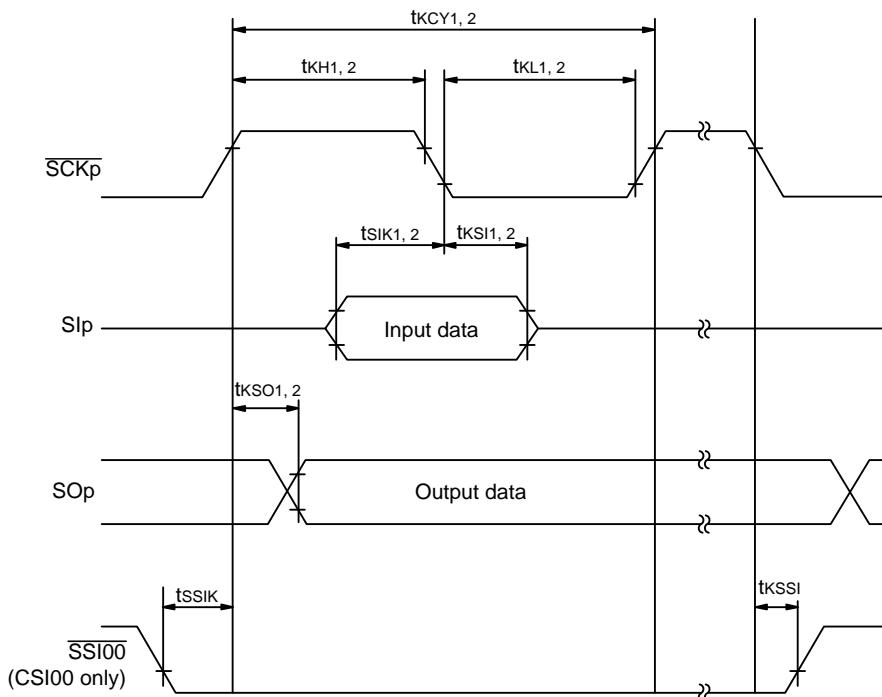 tKCY1, 2
tKH1, 2
tKL1, 2
SCKp
tSIK1, 2
tKSI1, 2
SIp
Input data
tKSO1, 2
SOp
Output data
tSSIK
tKSSI
SSI00
(CSI00 only)